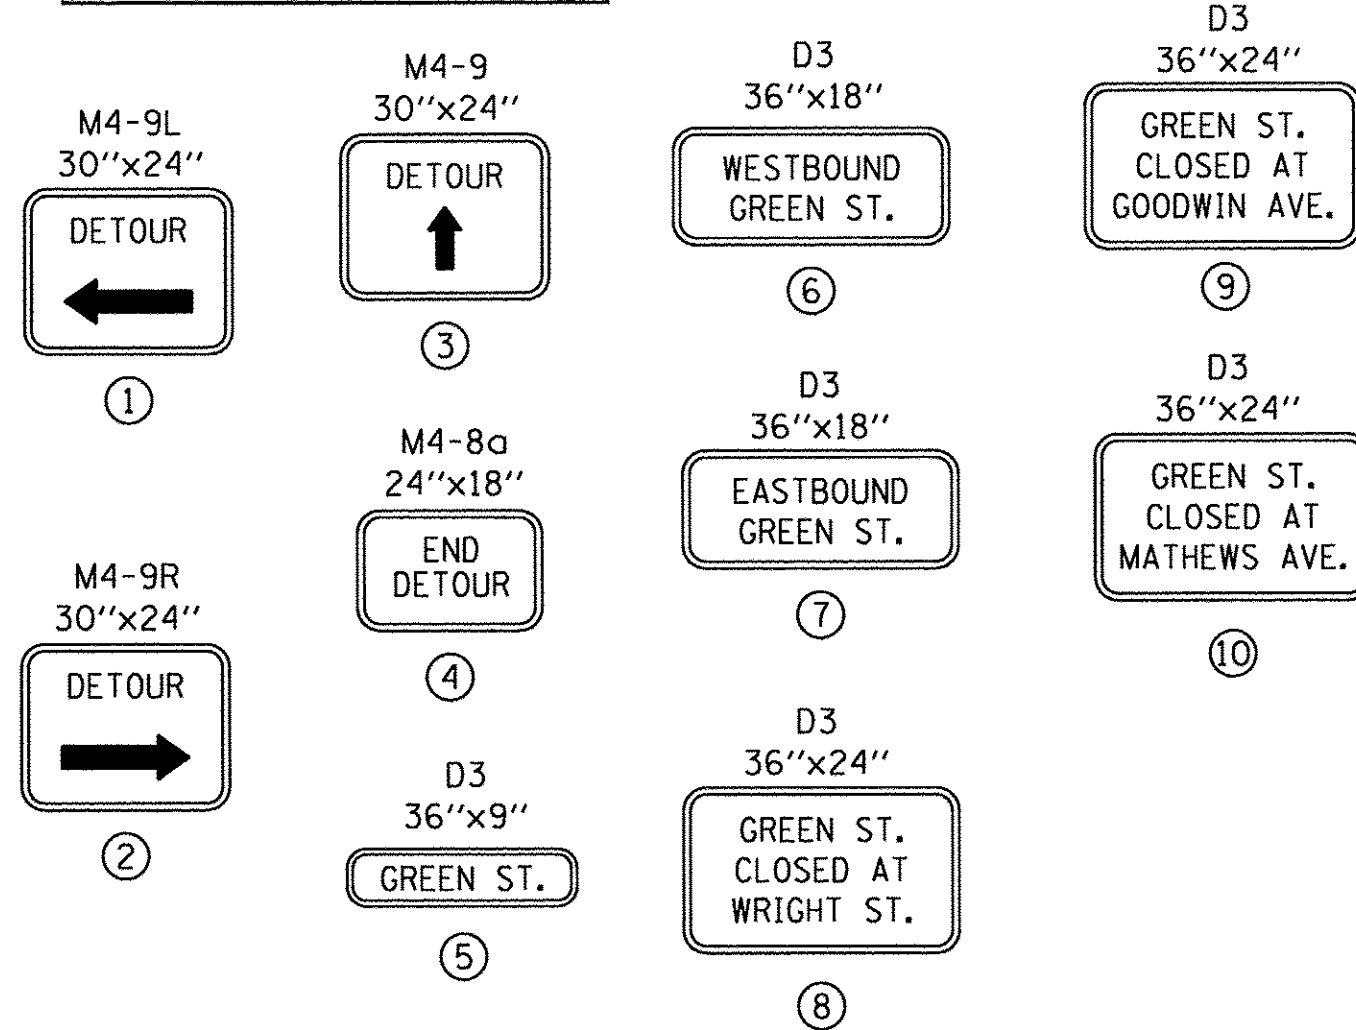 M4-9L
30''x24''
DETOUR
1
M4-9R
30''x24''
DETOUR
2
M4-9
30''x24''
DETOUR
3
M4-8a
24''x18''
END
DETOUR
4
D3
36''x9''
GREEN ST.
5
D3
36''x18''
WESTBOUND
GREEN ST.
6
D3
36''x18''
EASTBOUND
GREEN ST.
7
D3
36''x24''
GREEN ST.
CLOSED AT
WRIGHT ST.
8
D3
36''x24''
GREEN ST.
CLOSED AT
GOODWIN AVE.
9
D3
36''x24''
GREEN ST.
CLOSED AT
MATHEWS AVE.
10